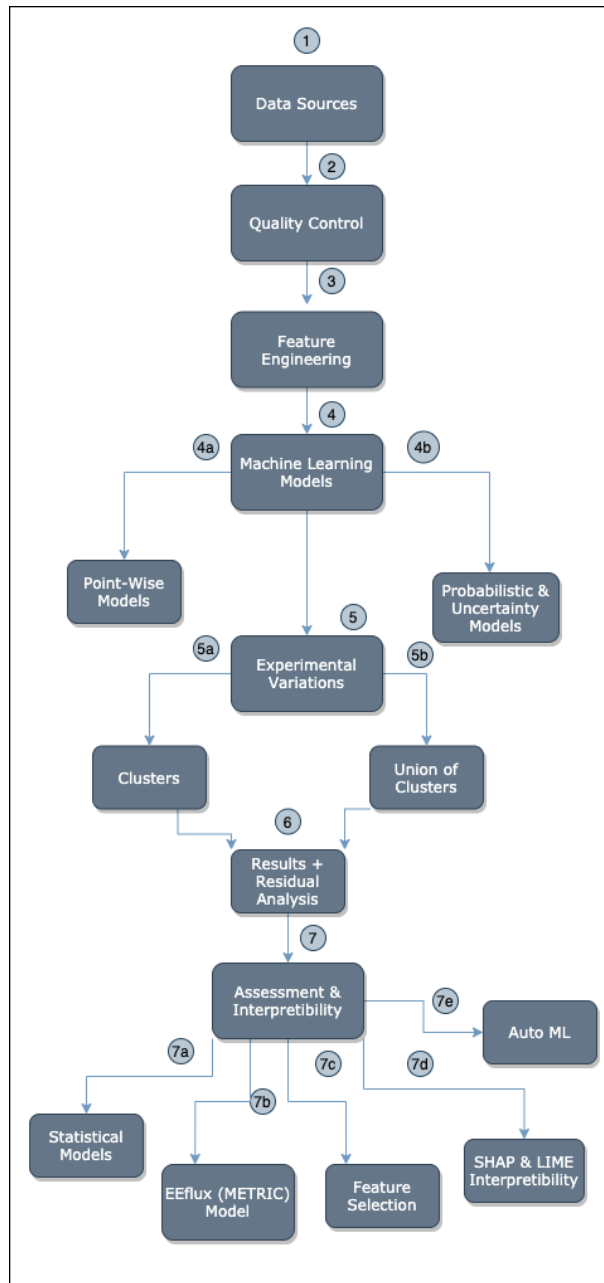 1
Data Sources
2
Quality Control
3
Feature
Engineering
4
4a
4b
Machine Learning
Models
Point-Wise
Models
Probabilistic &
Uncertainty
Models
5
5a
5b
Experimental
Variations
Clusters
Union of
Clusters
6
Results +
Residual
Analysis
7
Assessment &
Interpretibility
7e
Auto ML
7a
7b
7c
7d
Statistical
Models
EEflux (METRIC)
Model
Feature
Selection
SHAP & LIME
Interpretibility